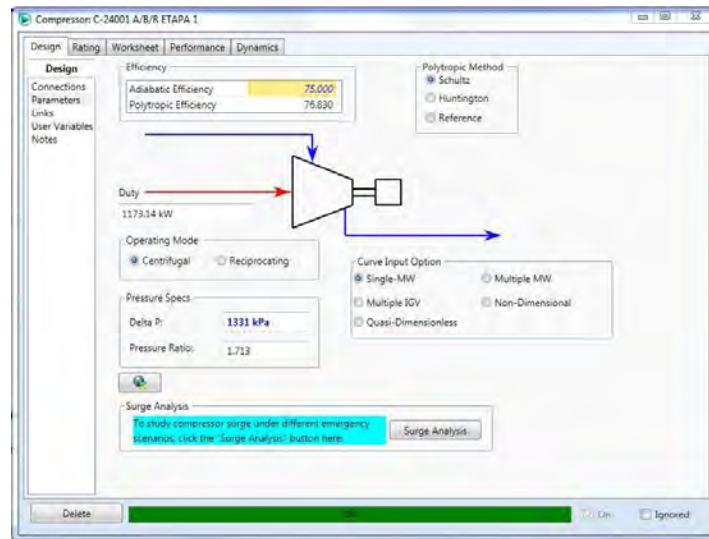 Compressor: C-24001 A/B/R ETAPA 1
Design Rating Worksheet Performance Dynamics
Design
Connections
Parameters
Links
User Variables
Notes
Efficiency
Adiabatic Efficiency 75.000
Polytropic Efficiency 76.830
Polytropic Method
Schultz
Huntington
Reference
Duty
1173.14 kW
Operating Mode
Centrifugal Reciprocating
Curve Input Option
Single-MW Multiple MW
Multiple IGV Non-Dimensional
Quasi-Dimensionless
Pressure Specs
Delta P: 1331 kPa
Pressure Ratio: 1.713
Surge Analysis
To study compressor surge under different emergency
scenarios, click the "Surge Analysis" button here.
Surge Analysis
Delete On Ignored